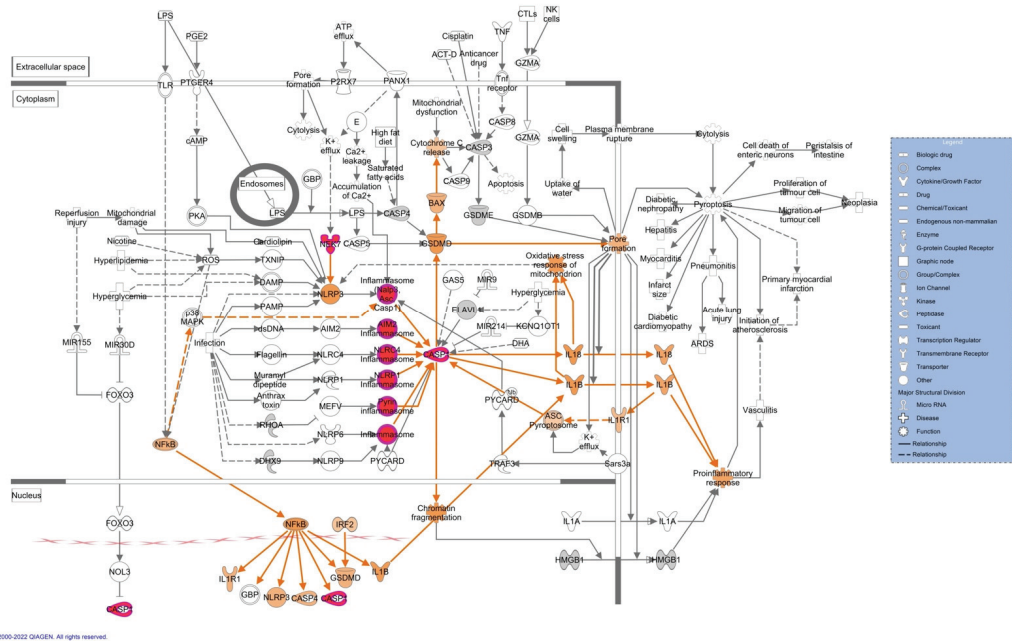 LPS
PGE2
ATP
efflux
Cisplatin
TNF
CTLs
NK
cells
ACT-D
Anticancer
drug
GZMA
Extracellular space
TLR
PTGER4
Pore
formation
P2RX7
PANX1
Tnf
receptor
Cytoplasm
Mitochondrial
dysfunction
CASP8
GZMA
Cell
swelling
Plasma membrane
rupture
Cytolysis
cAMP
Cytolysis
K+
efflux
E
Ca2+
leakage
High fat
diet
Cytochrome C
release
CASP3
Cell death of
enteric neurons
Peristalsis of
intestine
Endosomes
GBP
Accumulation
of Ca2+
Saturated
fatty acids
CASP9
Apoptosis
Uptake of
water
Diabetic
nephropathy
Pyroptosis
Proliferation of
tumour cell
Neoplasia
Migration of
tumour cell
LPS
PKA
LPS
CASP4
BAX
GSDME
GSDMB
Hepatitis
Reperfusion
injury
Mitochondrial
damage
Cardiolipin
NEK7
CASP5
GSDMD
Pore
formation
Myocarditis
Pneumonitis
Nicotine
ROS
TXNIP
Oxidative stress
response of
mitochondrion
Infarct
size
Primary myocardial
infarction
Hyperlipidemia
DAMP
NLRP3
Inflammasome
(Nalp3,
Asc,
Casp1)
GAS5
MIR9
Hyperglycemia
Hyperglycemia
PAMP
Diabetic
cardiomyopathy
Acute lung
injury
Initiation of
atherosclerosis
p38
MAPK
MIR155
MIR30D
Infection
dsDNA
AIM2
AIM2
Inflammasome
MIR214
KCNQ1OT1
DHA
ARDS
Flagellin
NLRC4
NLRC4
Inflammasome
CASP1
IL18
IL18
Muramyl
dipeptide
NLRP1
NLRP1
Inflammasome
IL1B
IL1B
FOXO3
Anthrax
toxin
MEFV
Pyrin
inflammasome
PYCARD
ASC
Pyroptosome
IL1R1
Vasculitis
RHOA
NLRP6
Inflammasome
K+
efflux
NFkB
DHX9
NLRP9
PYCARD
TRAF3
Sars3a
Proinflammatory
response
Nucleus
Chromatin
fragmentation
FOXO3
NFkB
IRF2
IL1A
IL1A
HMGB1
HMGB1
NOL3
IL1R1
GBP
NLRP3
CASP4
GSDMD
CASP1
IL1B
CASP1
Legend
Biologic drug
Complex
Cytokine/Growth Factor
Drug
Chemical/Toxicant
Endogenous non-mammalian
Enzyme
G-protein Coupled Receptor
Graphic node
Group/Complex
Ion Channel
Kinase
Peptidase
Toxicant
Transcription Regulator
Transmembrane Receptor
Transporter
Other
Major Structural Division
Micro RNA
Disease
Function
Relationship
Relationship
2000-2022 QIAGEN. All rights reserved.